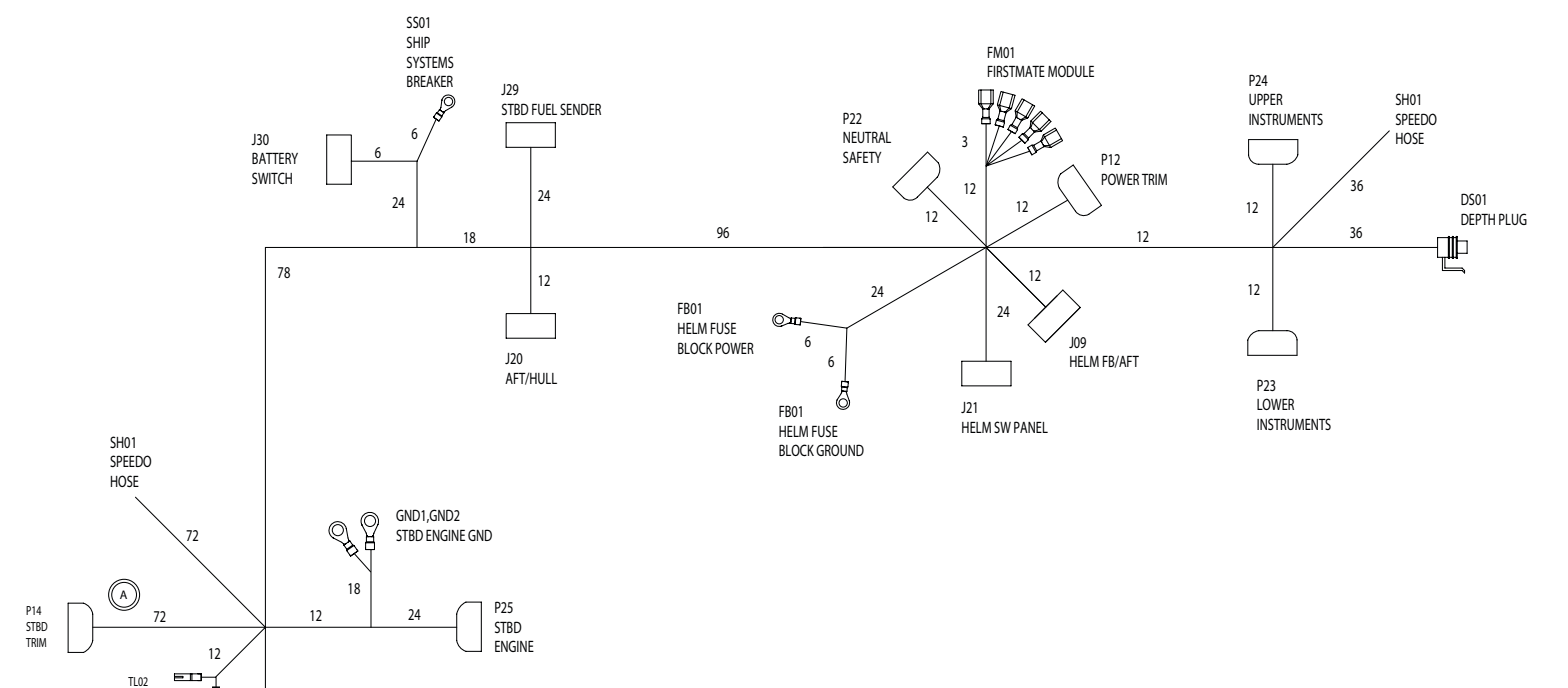 SS01
SHIP
SYSTEMS
BREAKER
J30
BATTERY
SWITCH
6
6
24
J29
STBD FUEL SENDER
24
18
12
J20
AFT/HULL
78
96
P22
NEUTRAL
SAFETY
12
FM01
FIRSTMATE MODULE
3
12
P12
POWER TRIM
12
12
24
FB01
HELM FUSE
BLOCK POWER
6
6
FB01
HELM FUSE
BLOCK GROUND
24
J21
HELM SW PANEL
12
J09
HELM FB/AFT
P24
UPPER
INSTRUMENTS
12
SH01
SPEEDO
HOSE
36
DS01
DEPTH PLUG
36
12
P23
LOWER
INSTRUMENTS
SH01
SPEEDO
HOSE
72
GND1,GND2
STBD ENGINE GND
18
A
P14
STBD
TRIM
72
12
24
P25
STBD
ENGINE
12
TL02